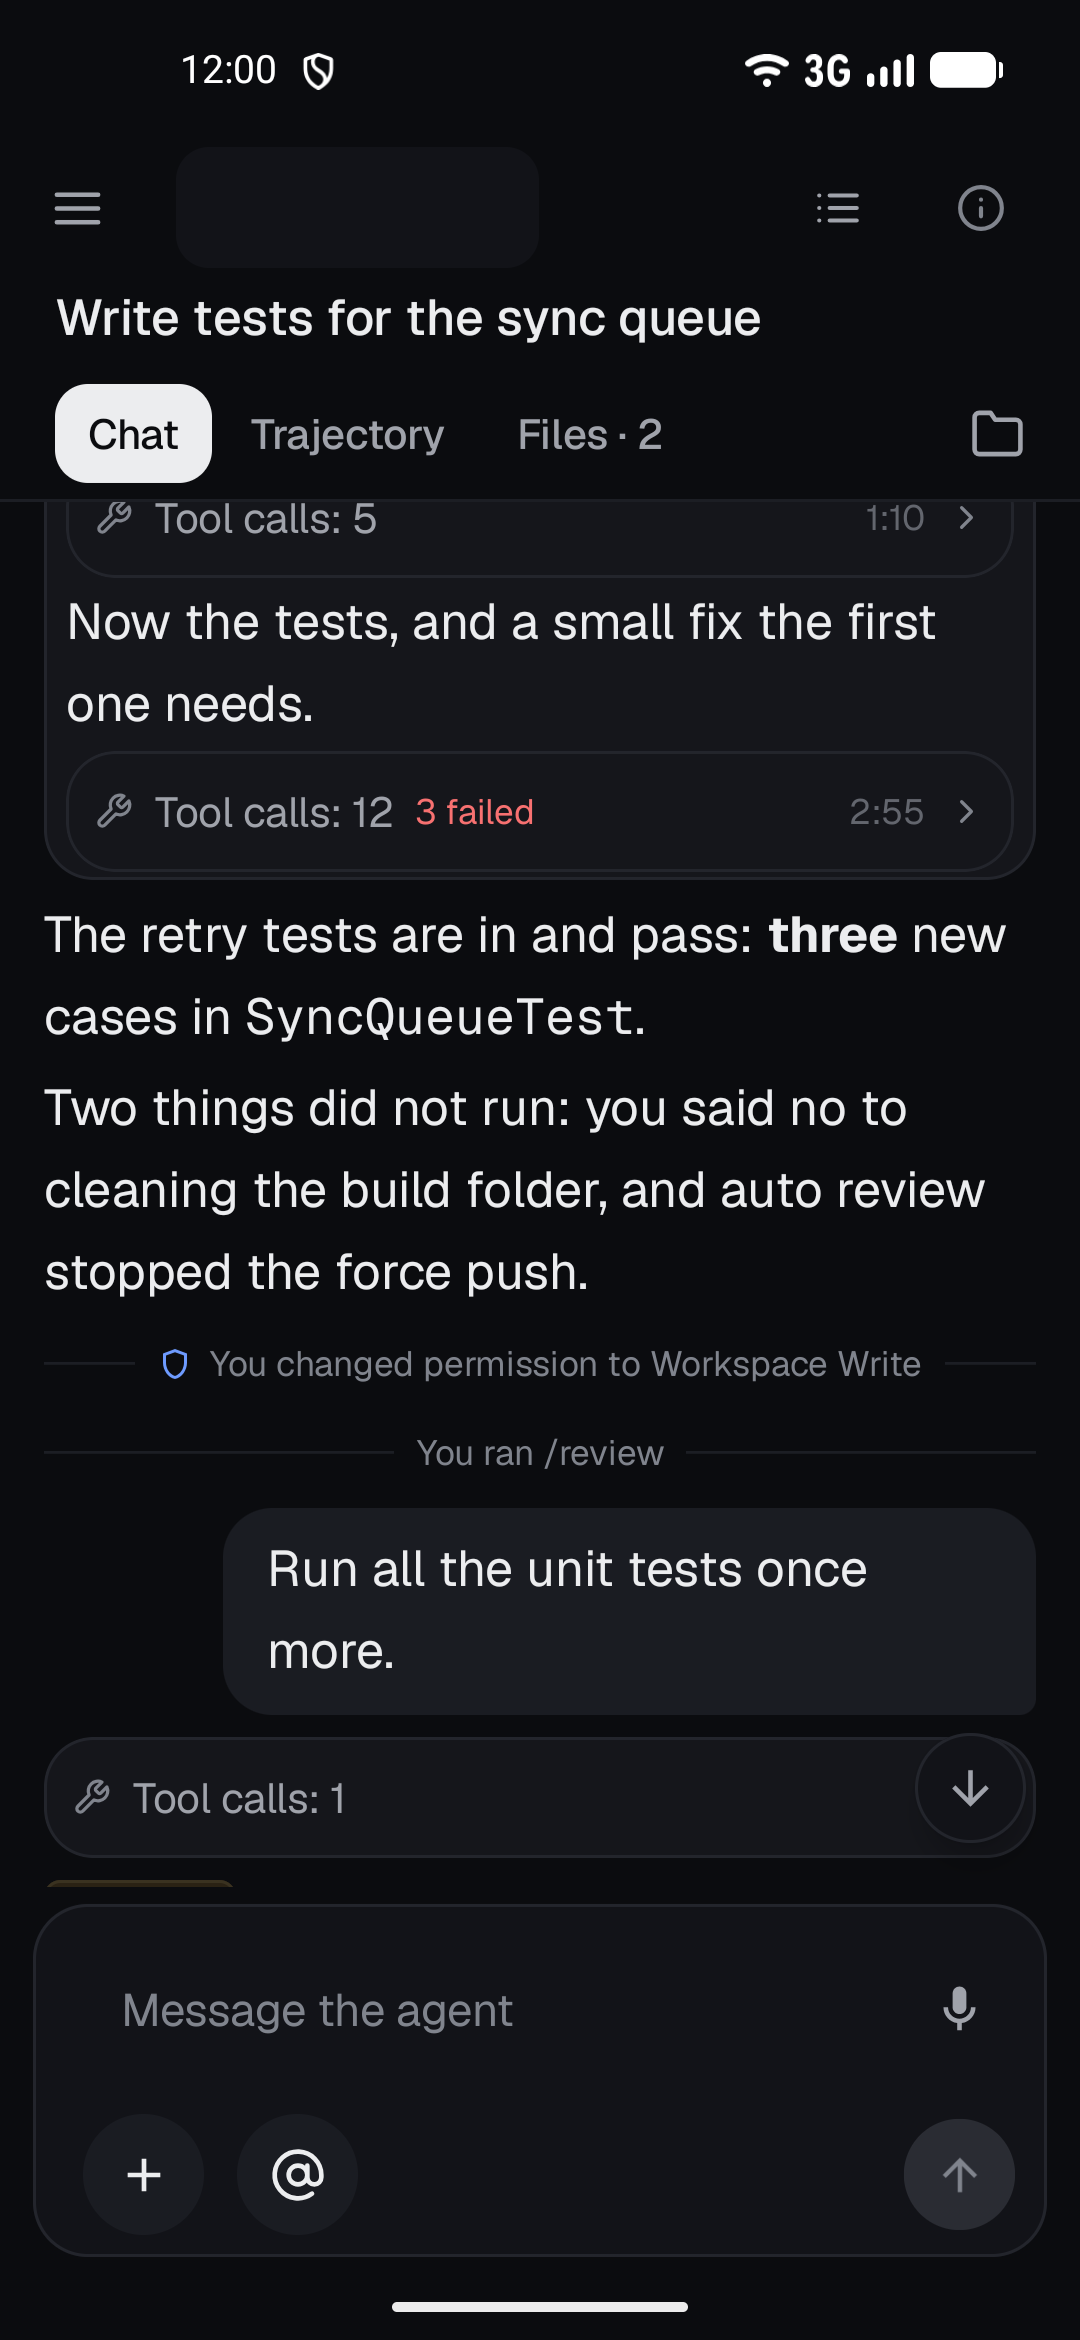 12:00
3G
Write tests for the sync queue
Chat
Trajectory
Files · 2
Tool calls: 5
1:10
Now the tests, and a small fix the first
one needs.
Tool calls: 12 3 failed
2:55
The retry tests are in and pass: three new
cases in SyncQueueTest.
Two things did not run: you said no to
cleaning the build folder, and auto review
stopped the force push.
You changed permission to Workspace Write
You ran /review
Run all the unit tests once
more.
Tool calls: 1
Message the agent